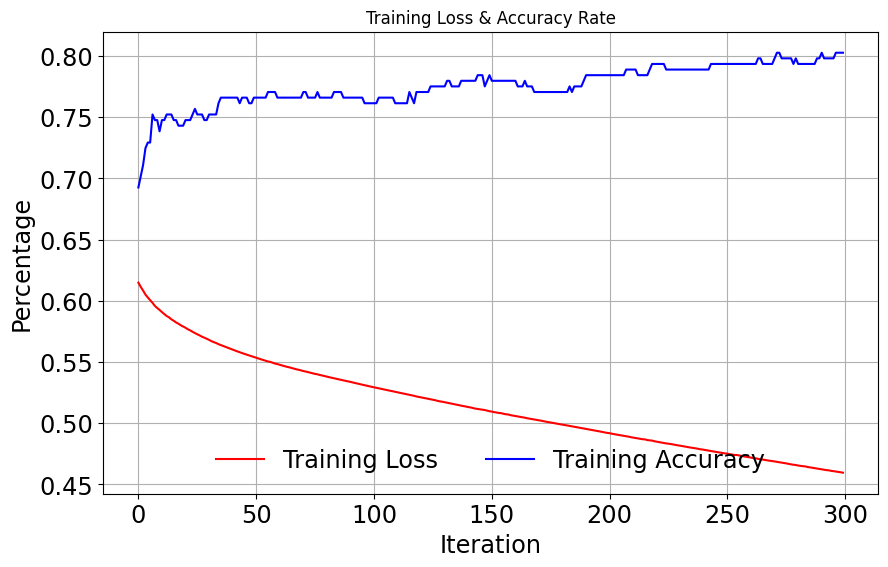 Training Loss & Accuracy Rate
0.80
0.75
0.70
0.65
0.60
0.55
0.50
0.45
Percentage
Training Loss Training Accuracy
0 50 100 150 200 250 300
Iteration